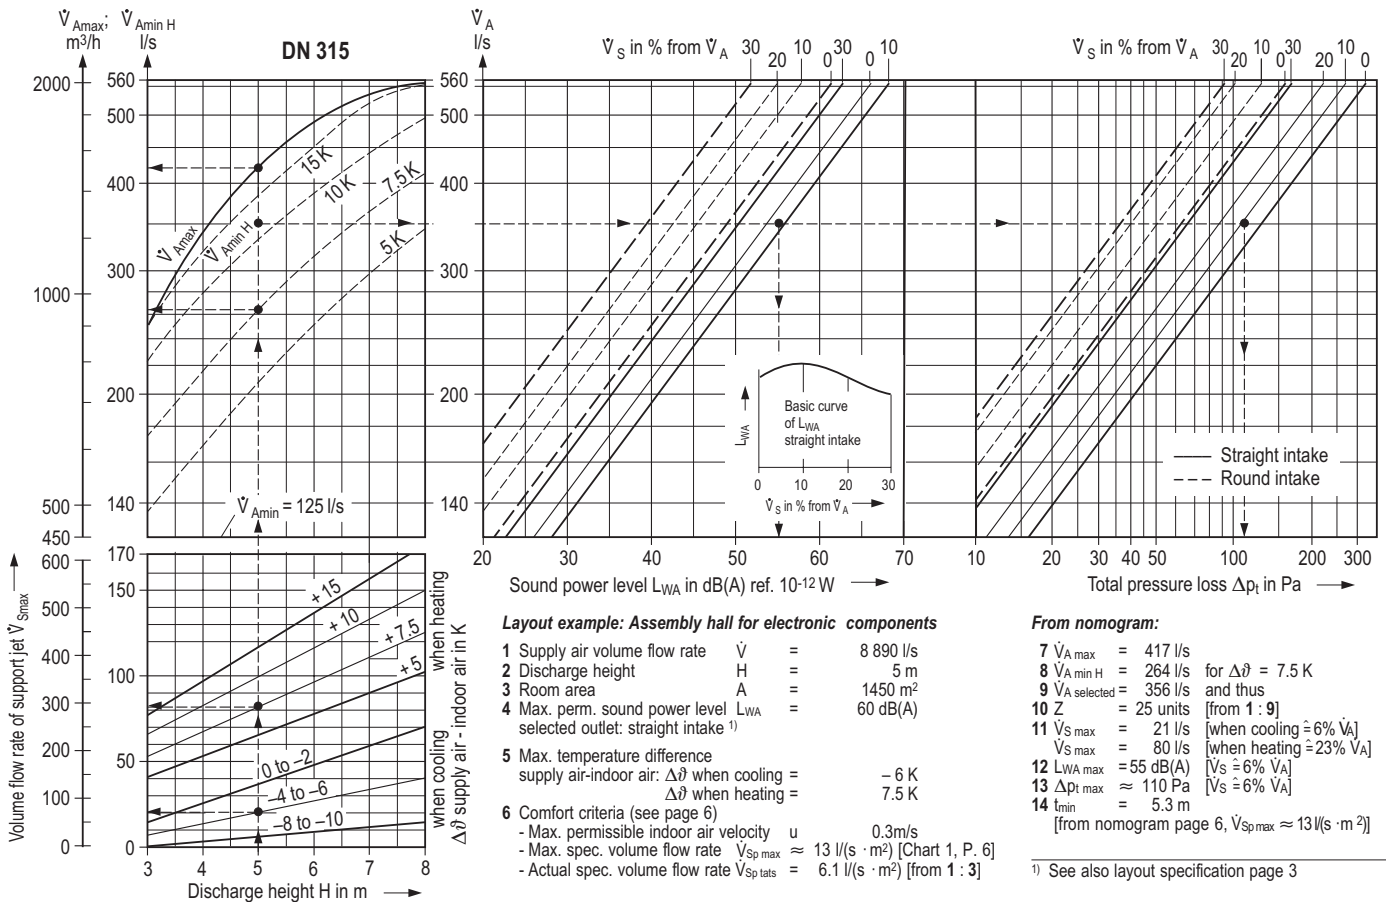 V̇Amax; V̇Amin H
m³/h l/s
DN 315
2000
1000
500
450
560
500
400
300
200
140
V̇Amax
V̇Amin H
15 K
10 K
7.5 K
5 K
V̇Amin = 125 l/s
V̇A
l/s
V̇S in % from V̇A
30 20 10 0 30 0 10
560
500
400
300
200
140
20 30 40 50 60 70
Sound power level LWA in dB(A) ref. 10-12 W
LWA
Basic curve
of LWA
straight intake
0 10 20 30
V̇S in % from V̇A
V̇S in % from V̇A
30 20 10 0 30 20 10 0
Straight intake
Round intake
10 20 30 40 50 100 200 300
Total pressure loss Δpt in Pa
Volume flow rate of support jet V̇Smax
600
500
400
300
200
100
0
170
150
100
50
0
+15
+10
+7.5
+5
0 to –2
–4 to –6
–8 to –10
when cooling when heating
Δϑ supply air - indoor air in K
3 4 5 6 7 8
Discharge height H in m
Layout example: Assembly hall for electronic components
1 Supply air volume flow rate V̇ = 8 890 l/s
2 Discharge height H = 5 m
3 Room area A = 1450 m²
4 Max. perm. sound power level LWA = 60 dB(A)
selected outlet: straight intake 1)
5 Max. temperature difference
supply air-indoor air: Δϑ when cooling = – 6 K
Δϑ when heating = 7.5 K
6 Comfort criteria (see page 6)
- Max. permissible indoor air velocity u 0.3m/s
- Max. spec. volume flow rate V̇Sp max ≈ 13 l/(s · m²) [Chart 1, P. 6]
- Actual spec. volume flow rate V̇Sp tats = 6.1 l/(s · m²) [from 1 : 3]
From nomogram:
7 V̇A max = 417 l/s
8 V̇A min H = 264 l/s for Δϑ = 7.5 K
9 V̇A selected = 356 l/s and thus
10 Z = 25 units [from 1 : 9]
11 V̇S max = 21 l/s [when cooling ≙ 6% V̇A]
V̇S max = 80 l/s [when heating ≙ 23% V̇A]
12 LWA max = 55 dB(A) [V̇S ≙ 6% V̇A]
13 Δpt max ≈ 110 Pa [V̇S ≙ 6% V̇A]
14 tmin = 5.3 m
[from nomogram page 6, V̇Sp max ≈ 13 l/(s · m²)]
1) See also layout specification page 3